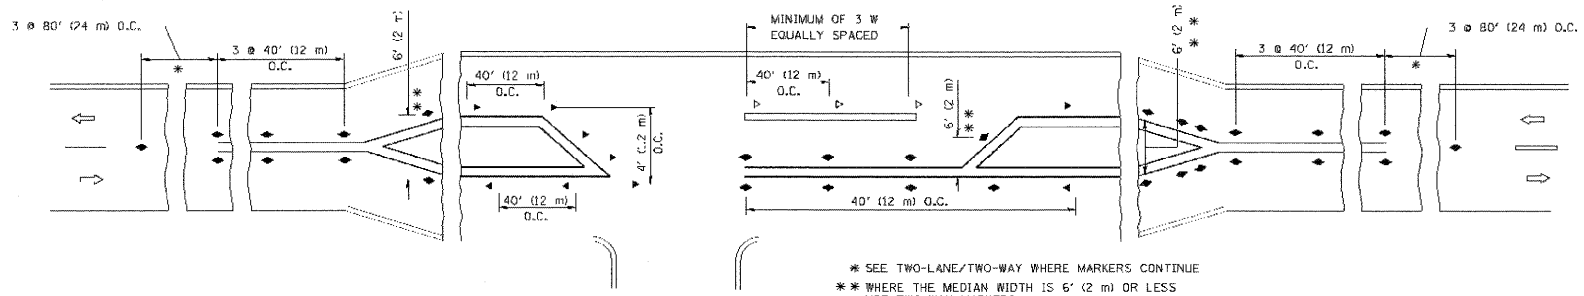 3 @ 80' (24 m) O.C.
3 @ 40' (12 m)
O.C.
6' (2 m)
**
40' (12 m)
O.C.
4' (1.2 m)
O.C.
40' (12 m)
O.C.
MINIMUM OF 3 W
EQUALLY SPACED
40' (12 m)
O.C.
6' (2 m)
**
40' (12 m) O.C.
6' (2 m)
**
3 @ 40' (12 m)
O.C.
3 @ 80' (24 m) O.C.
*
*
* SEE TWO-LANE/TWO-WAY WHERE MARKERS CONTINUE
** WHERE THE MEDIAN WIDTH IS 6' (2 m) OR LESS